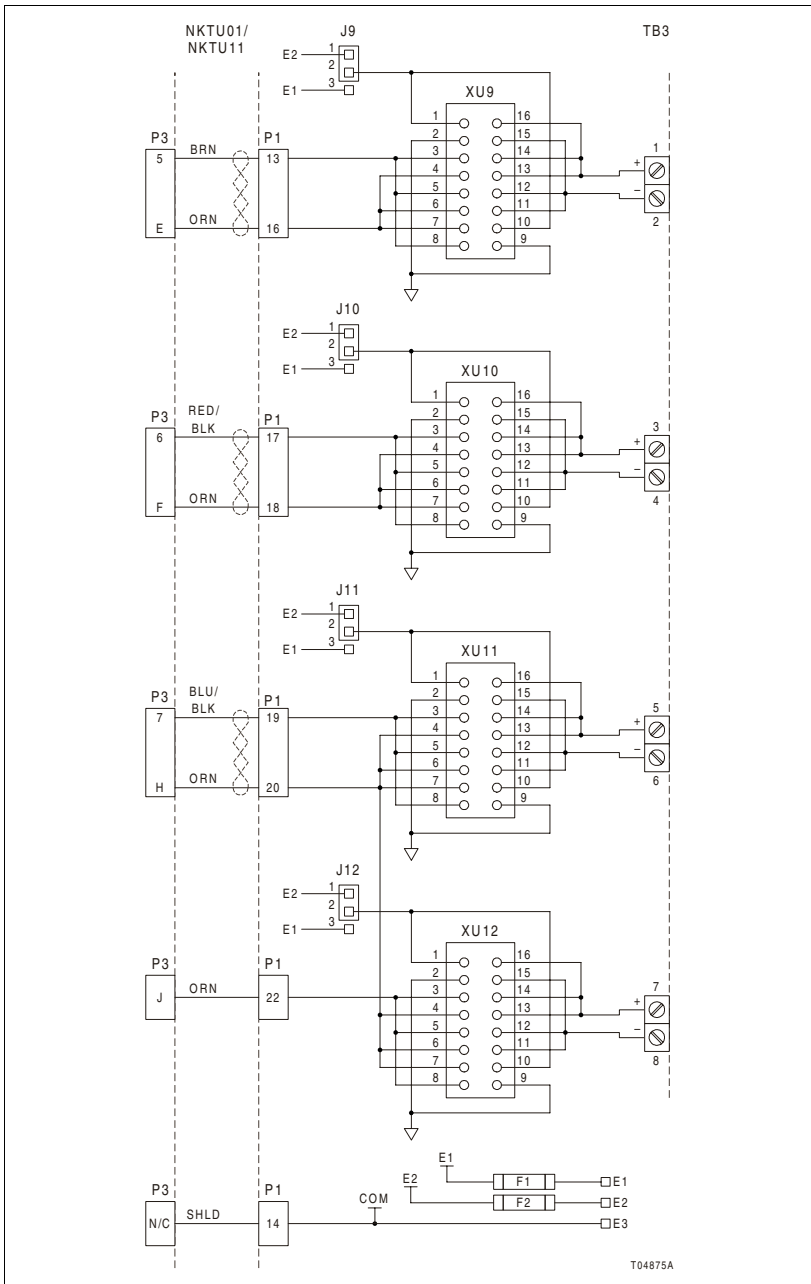 NKTU01/
NKTU11
J9
TB3
E2 1
2
E1 3
XU9
1 16
2 15
3 14
4 13
5 12
6 11
7 10
8 9
P3
5
E
BRN
ORN
P1
13
16
1
+
−
2
J10
E2 1
2
E1 3
XU10
1 16
2 15
3 14
4 13
5 12
6 11
7 10
8 9
P3
6
F
RED/
BLK
ORN
P1
17
18
3
+
−
4
J11
E2 1
2
E1 3
XU11
1 16
2 15
3 14
4 13
5 12
6 11
7 10
8 9
P3
7
H
BLU/
BLK
ORN
P1
19
20
5
+
−
6
J12
E2 1
2
E1 3
XU12
1 16
2 15
3 14
4 13
5 12
6 11
7 10
8 9
P3
J
ORN
P1
22
7
+
−
8
E1
F1
E1
E2
F2
E2
P3
N/C
SHLD
P1
14
COM
E3
T04875A